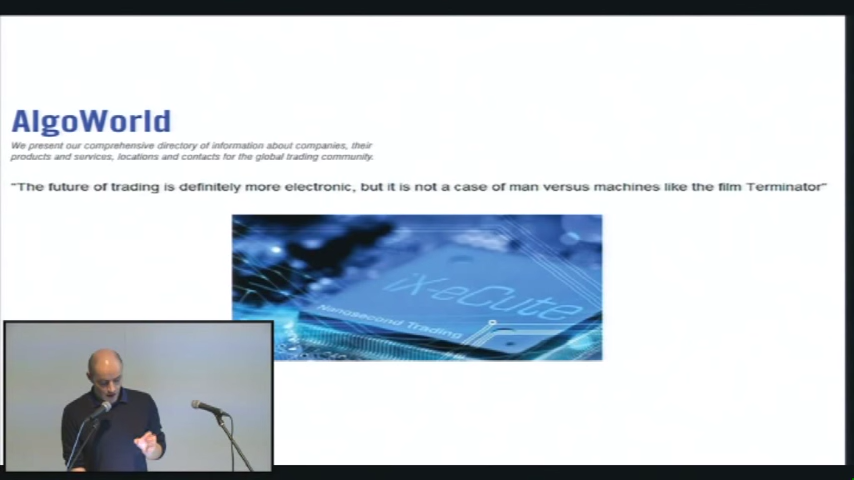 AlgoWorld
We present our comprehensive directory of information about companies, their
products and services, locations and contacts for the global trading community.
"The future of trading is definitely more electronic, but it is not a case of man versus machines like the film Terminator"
iX-eCute
Nanosecond Trading